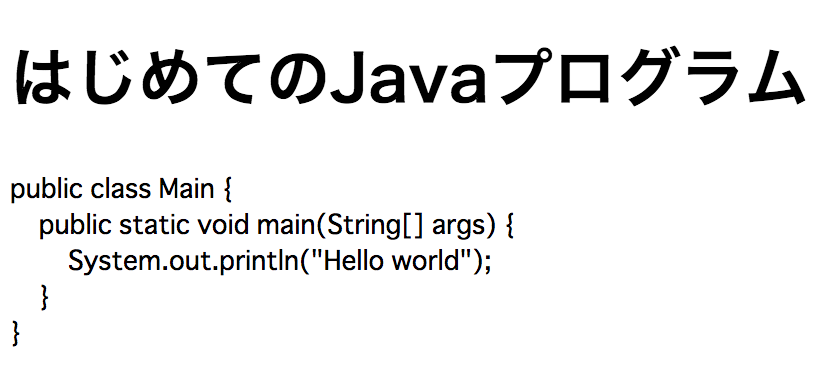 はじめてのJavaプログラム
public class Main {
    public static void main(String[] args) {
        System.out.println("Hello world");
    }
}